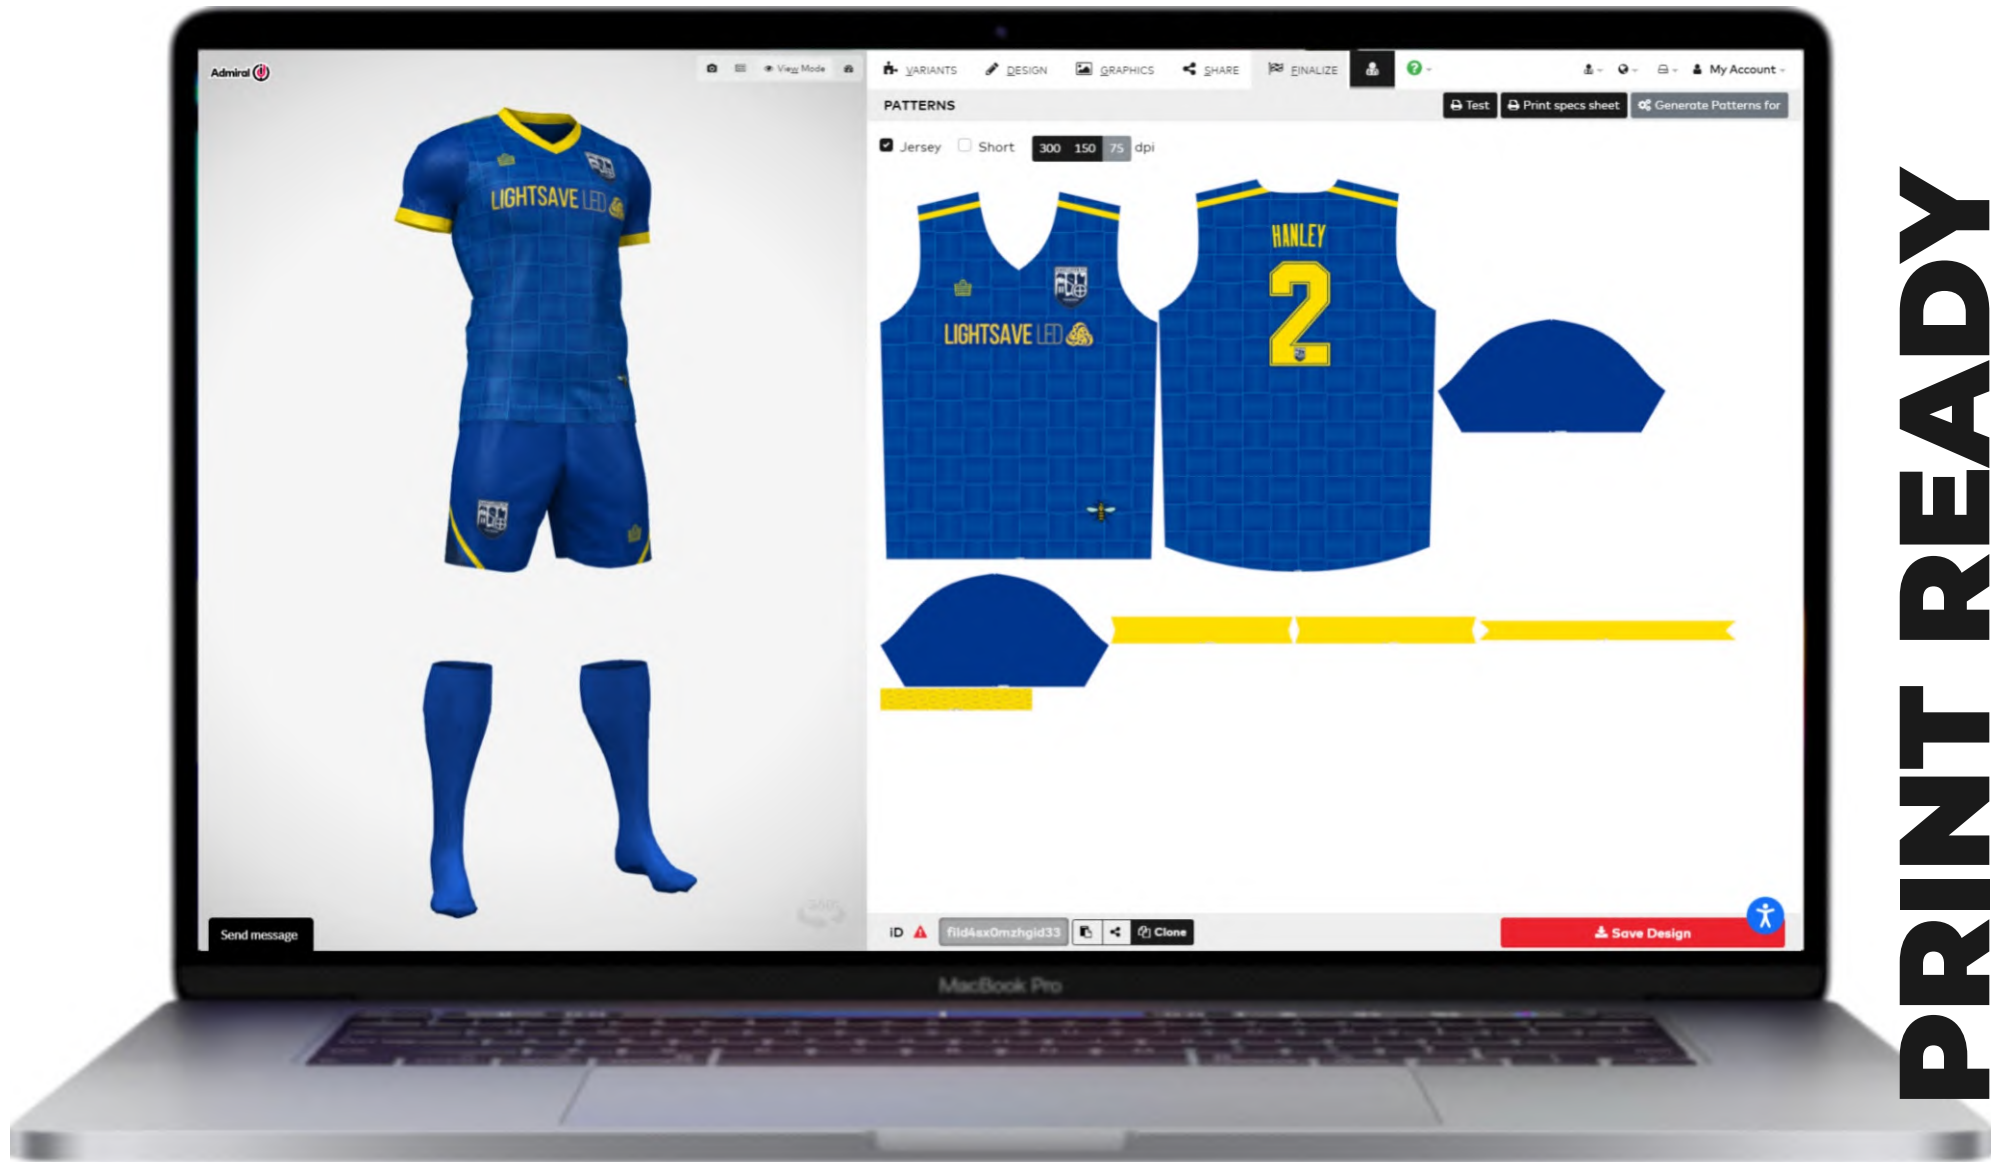 Admiral
View Mode
VARIANTS
DESIGN
GRAPHICS
SHARE
FINALIZE
?
My Account
PATTERNS
Test
Print specs sheet
Generate Patterns for
Jersey
Short
300 150 75 dpi
LIGHTSAVE LED
LIGHTSAVE LED
HANLEY
2
Send message
iD
fild4sx0mzhgid33
Clone
Save Design
MacBook Pro
PRINT READY